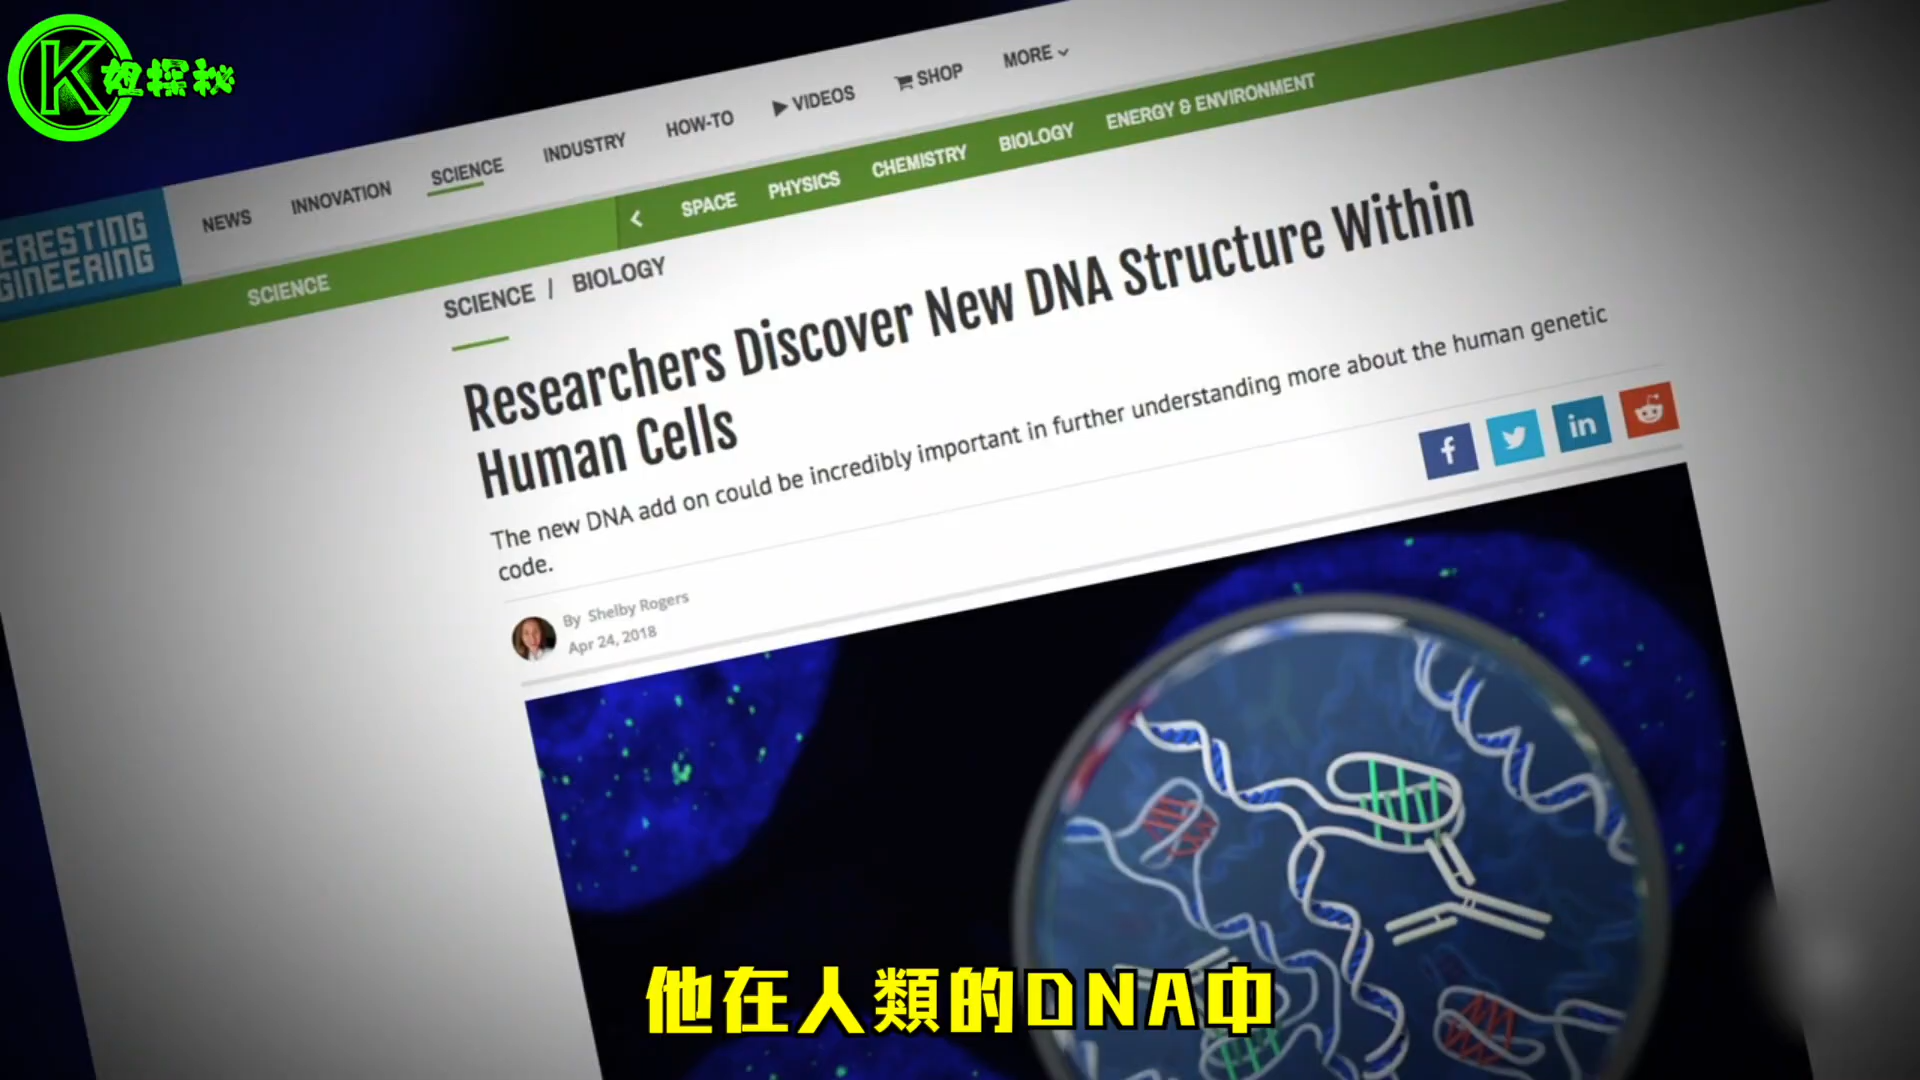 K姐探秘
NEWS INNOVATION SCIENCE INDUSTRY HOW-TO VIDEOS SHOP MORE
ERESTING
GINEERING
SCIENCE
SPACE PHYSICS CHEMISTRY BIOLOGY ENERGY & ENVIRONMENT
SCIENCE / BIOLOGY
Researchers Discover New DNA Structure Within
Human Cells
The new DNA add on could be incredibly important in further understanding more about the human genetic
code.
f in
By Shelby Rogers
Apr 24, 2018
他在人類的DNA中